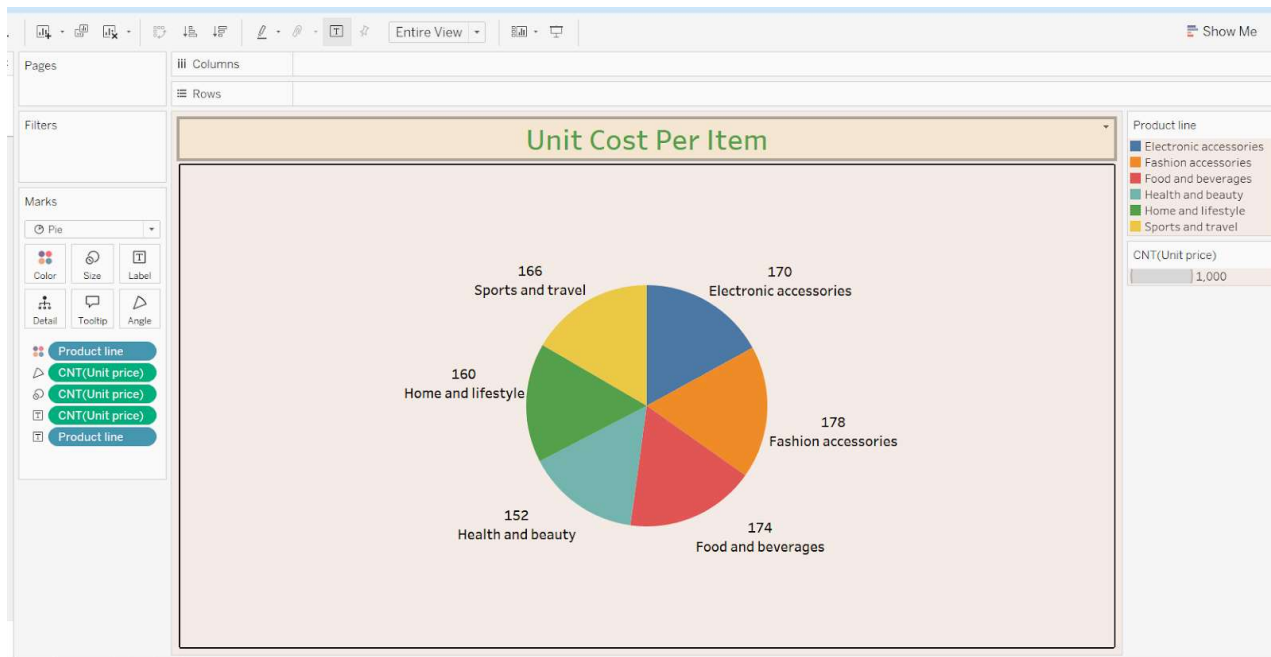 Entire View
Show Me
Pages
iii Columns
Rows
Filters
Unit Cost Per Item
Product line
Electronic accessories
Fashion accessories
Food and beverages
Health and beauty
Home and lifestyle
Sports and travel
CNT(Unit price)
1,000
Marks
Pie
Color Size Label
Detail Tooltip Angle
Product line
CNT(Unit price)
CNT(Unit price)
CNT(Unit price)
Product line
166
Sports and travel
170
Electronic accessories
160
Home and lifestyle
178
Fashion accessories
152
Health and beauty
174
Food and beverages